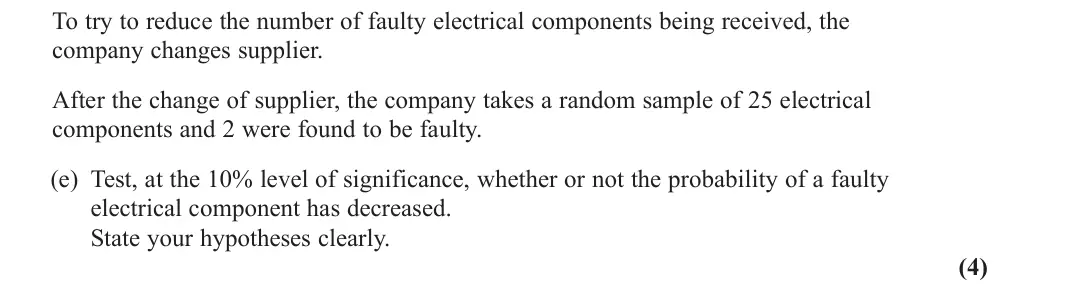 To try to reduce the number of faulty electrical components being received, the
company changes supplier.
After the change of supplier, the company takes a random sample of 25 electrical
components and 2 were found to be faulty.
(e) Test, at the 10% level of significance, whether or not the probability of a faulty
electrical component has decreased.
State your hypotheses clearly.
(4)